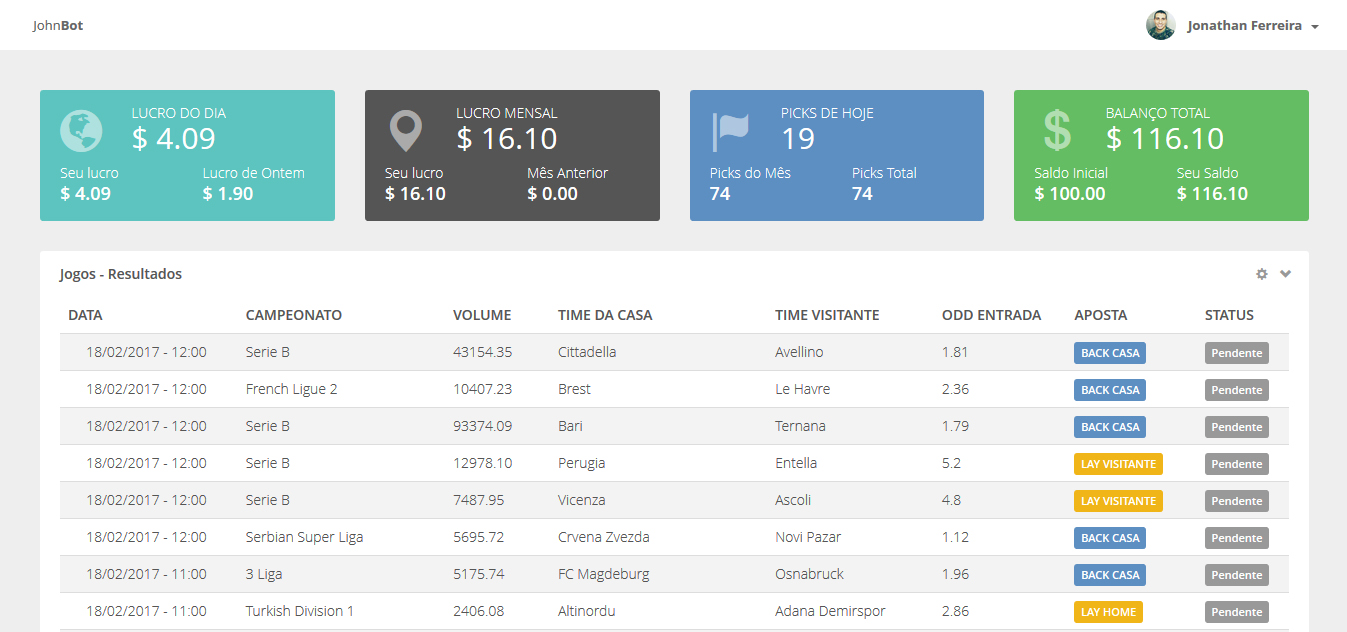 JohnBot
Jonathan Ferreira
LUCRO DO DIA
$ 4.09
Seu lucro Lucro de Ontem
$ 4.09 $ 1.90
LUCRO MENSAL
$ 16.10
Seu lucro Mês Anterior
$ 16.10 $ 0.00
PICKS DE HOJE
19
Picks do Mês Picks Total
74 74
BALANÇO TOTAL
$ 116.10
Saldo Inicial Seu Saldo
$ 100.00 $ 116.10
Jogos - Resultados
DATA CAMPEONATO VOLUME TIME DA CASA TIME VISITANTE ODD ENTRADA APOSTA STATUS
18/02/2017 - 12:00 Serie B 43154.35 Cittadella Avellino 1.81 BACK CASA Pendente
18/02/2017 - 12:00 French Ligue 2 10407.23 Brest Le Havre 2.36 BACK CASA Pendente
18/02/2017 - 12:00 Serie B 93374.09 Bari Ternana 1.79 BACK CASA Pendente
18/02/2017 - 12:00 Serie B 12978.10 Perugia Entella 5.2 LAY VISITANTE Pendente
18/02/2017 - 12:00 Serie B 7487.95 Vicenza Ascoli 4.8 LAY VISITANTE Pendente
18/02/2017 - 12:00 Serbian Super Liga 5695.72 Crvena Zvezda Novi Pazar 1.12 BACK CASA Pendente
18/02/2017 - 11:00 3 Liga 5175.74 FC Magdeburg Osnabruck 1.96 BACK CASA Pendente
18/02/2017 - 11:00 Turkish Division 1 2406.08 Altinordu Adana Demirspor 2.86 LAY HOME Pendente